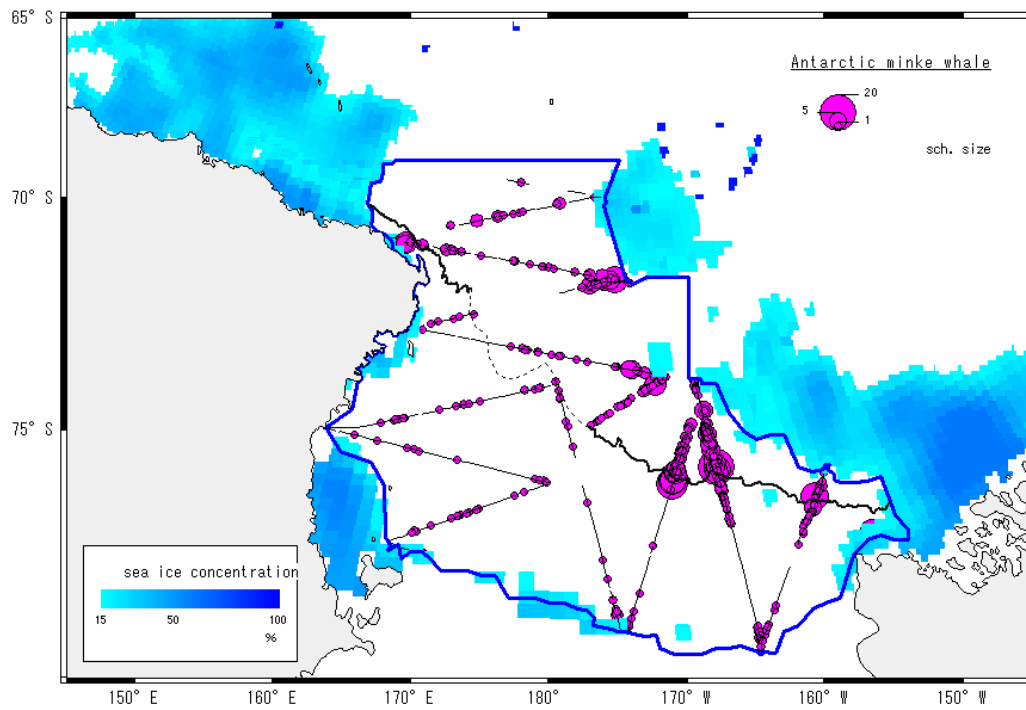 65° S
Antarctic minke whale
20
5
1
sch. size
70° S
75° S
sea ice concentration
15 50 100
%
150° E 160° E 170° E 180° 170° W 160° W 150° W